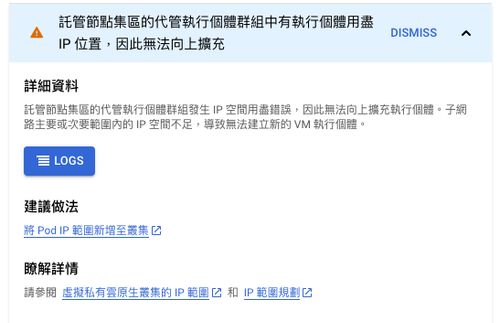 託管節點集區的代管執行個體群組中有執行個體用盡
IP 位置，因此無法向上擴充
DISMISS
詳細資料
託管節點集區的代管執行個體群組發生 IP 空間用盡錯誤，因此無法向上擴充執行個體。子網
路主要或次要範圍內的 IP 空間不足，導致無法建立新的 VM 執行個體。
LOGS
建議做法
將 Pod IP 範圍新增至叢集
瞭解詳情
請參閱 虛擬私有雲原生叢集的 IP 範圍 和 IP 範圍規劃